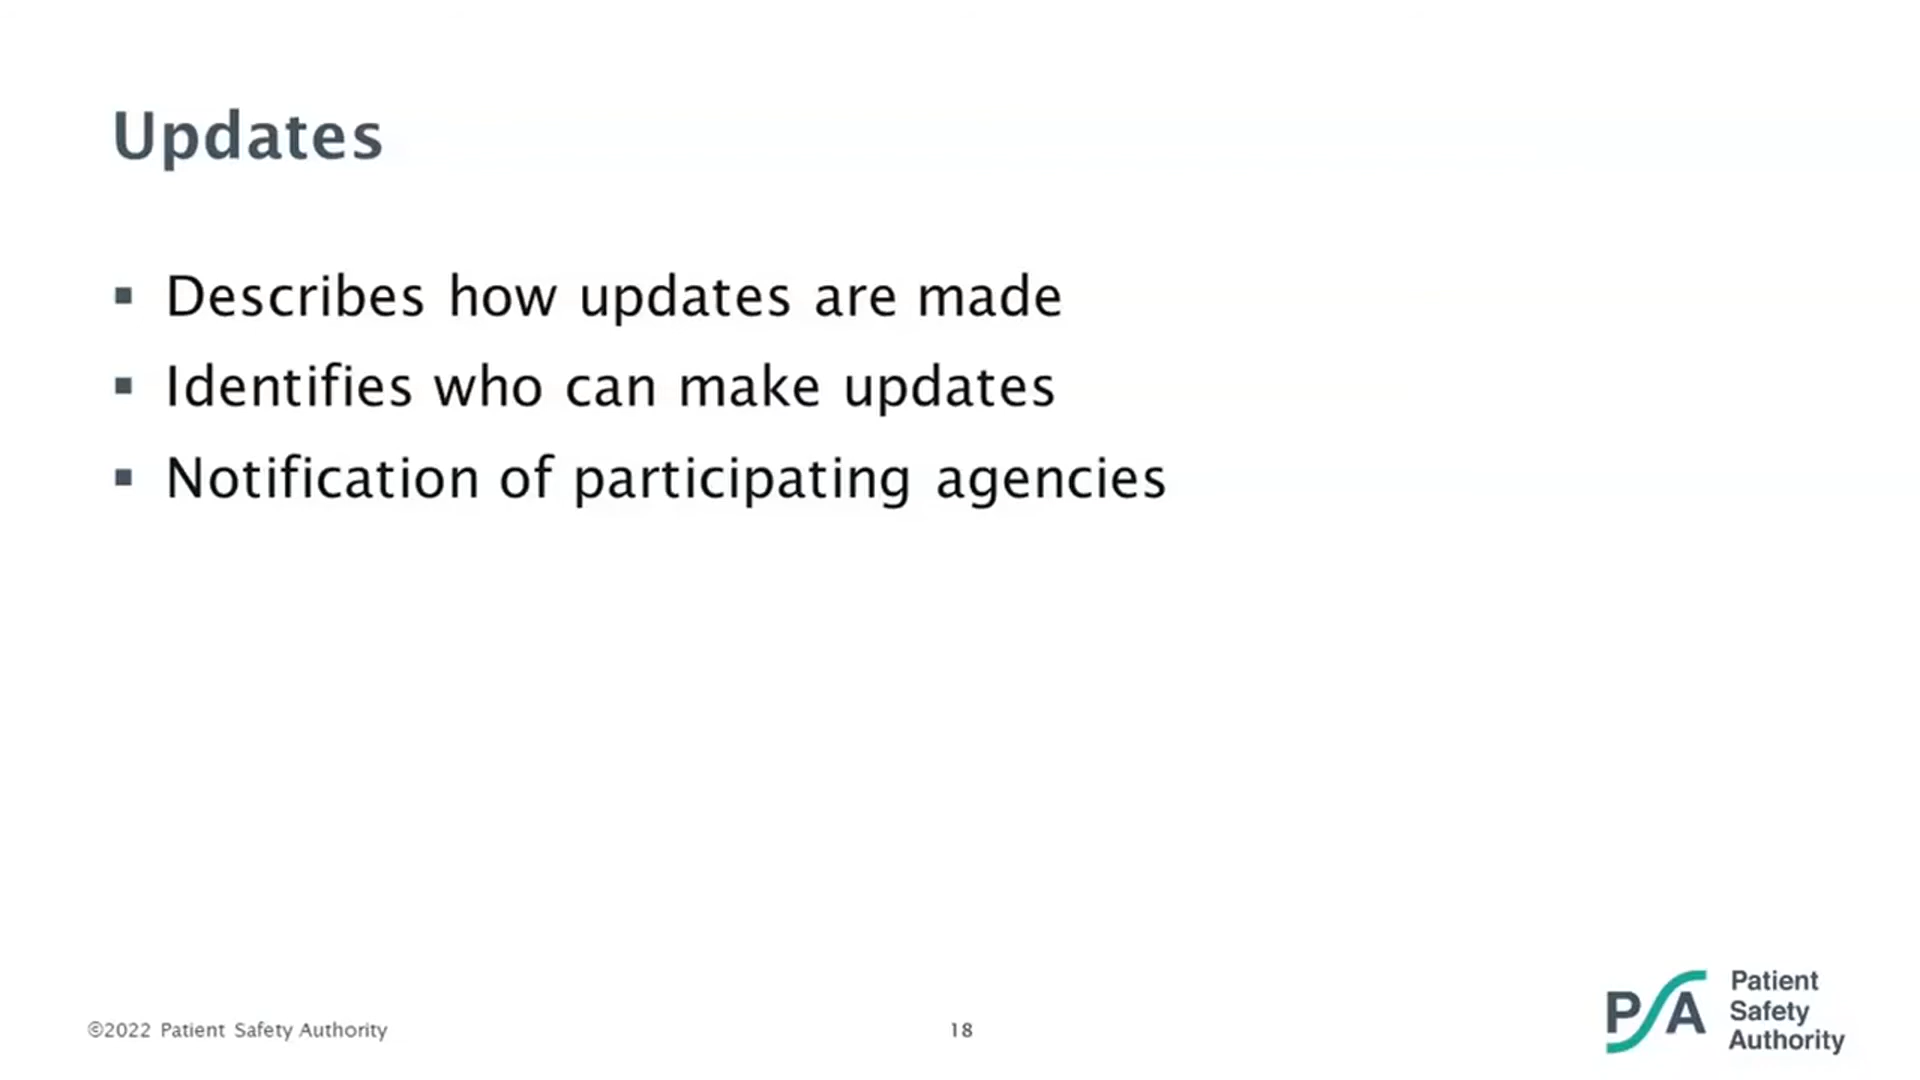 Updates
▪ Describes how updates are made
▪ Identifies who can make updates
▪ Notification of participating agencies
©2022 Patient Safety Authority
18
PSA
Patient
Safety
Authority